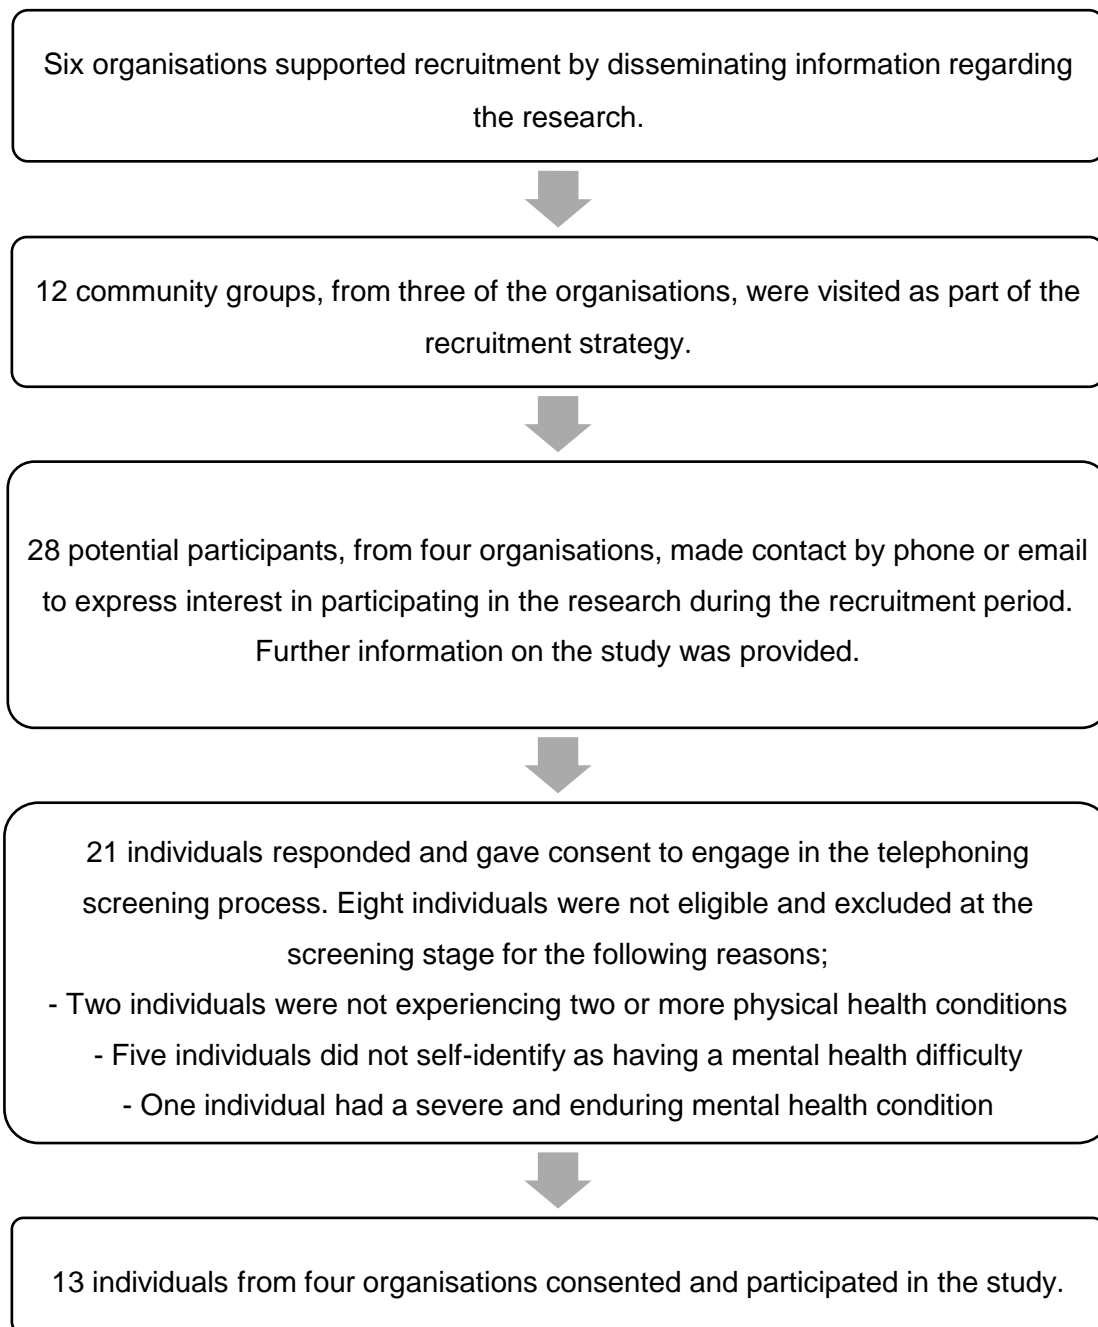 Six organisations supported recruitment by disseminating information regarding
the research.
12 community groups, from three of the organisations, were visited as part of the
recruitment strategy.
28 potential participants, from four organisations, made contact by phone or email
to express interest in participating in the research during the recruitment period.
Further information on the study was provided.
21 individuals responded and gave consent to engage in the telephoning
screening process. Eight individuals were not eligible and excluded at the
screening stage for the following reasons;
- Two individuals were not experiencing two or more physical health conditions
- Five individuals did not self-identify as having a mental health difficulty
- One individual had a severe and enduring mental health condition
13 individuals from four organisations consented and participated in the study.